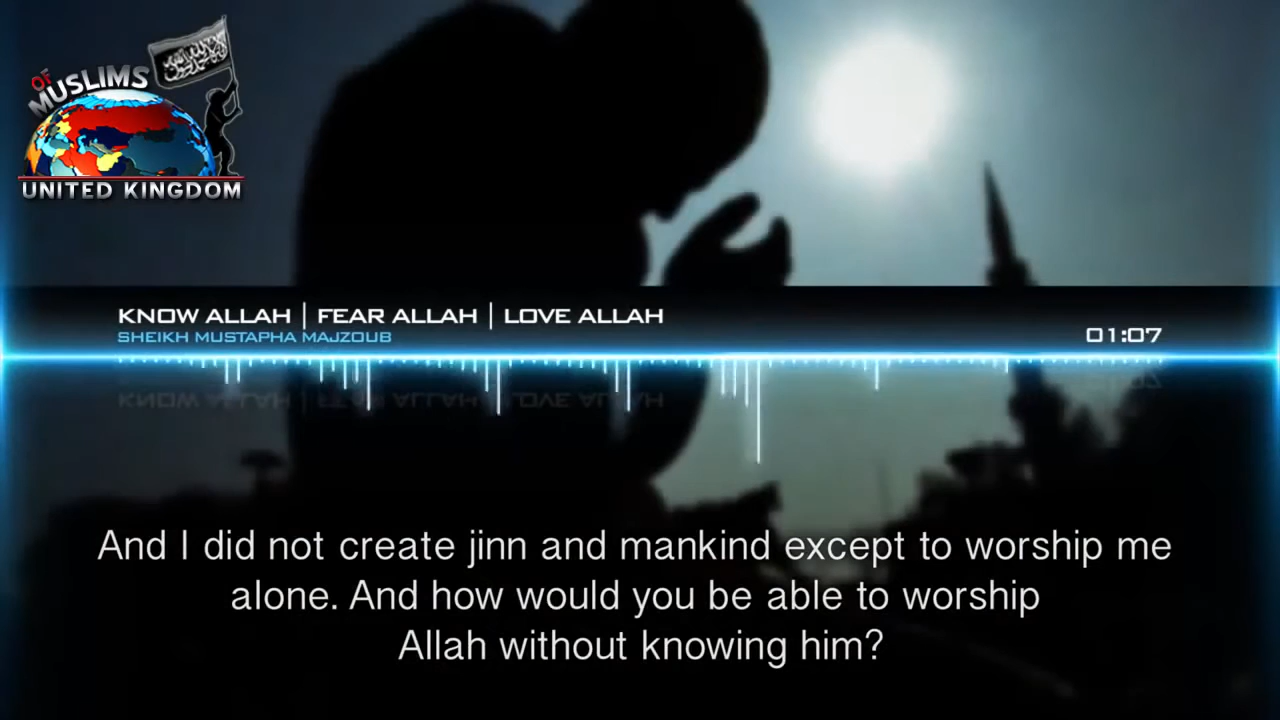 OF
MUSLIMS
UNITED KINGDOM
KNOW ALLAH | FEAR ALLAH | LOVE ALLAH
SHEIKH MUSTAPHA MAJZOUB
01:07
And I did not create jinn and mankind except to worship me
alone. And how would you be able to worship
Allah without knowing him?